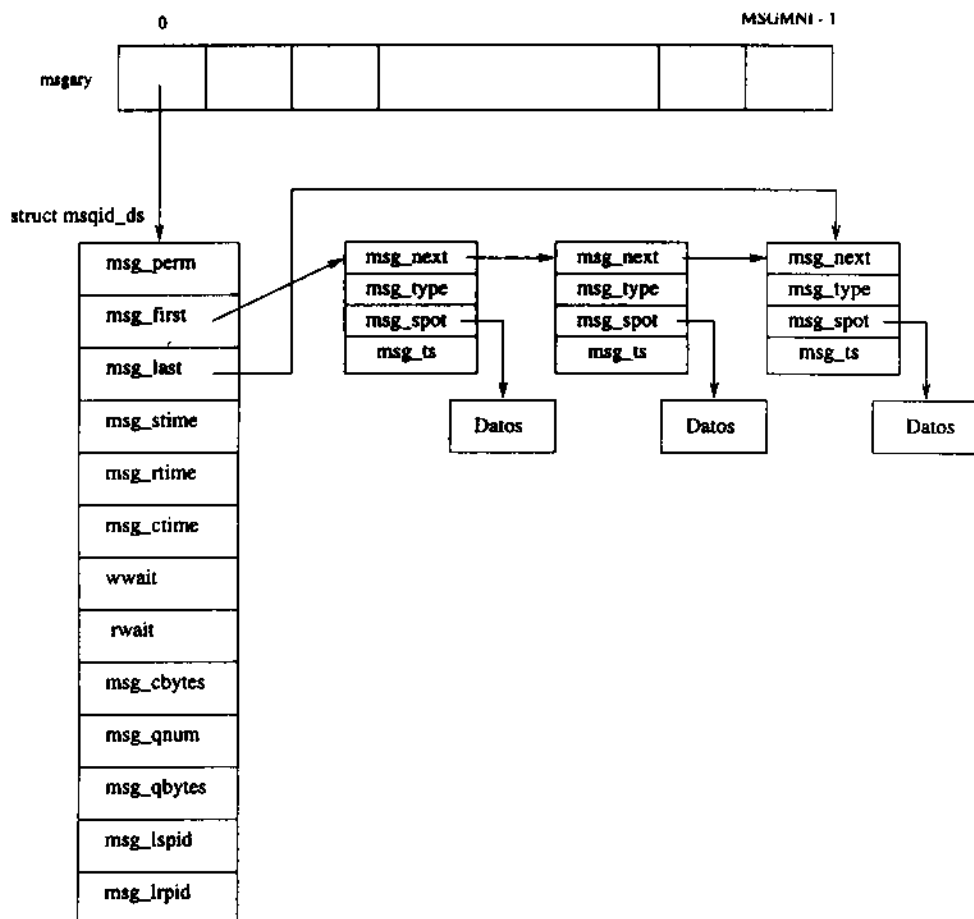 0
MSGMNI - 1
msgary
struct msqid_ds
msg_perm
msg_first
msg_last
msg_stime
msg_rtime
msg_ctime
wwait
rwait
msg_cbytes
msg_qnum
msg_qbytes
msg_lspid
msg_lrpid
msg_next
msg_type
msg_spot
msg_ts
Datos
msg_next
msg_type
msg_spot
msg_ts
Datos
msg_next
msg_type
msg_spot
msg_ts
Datos